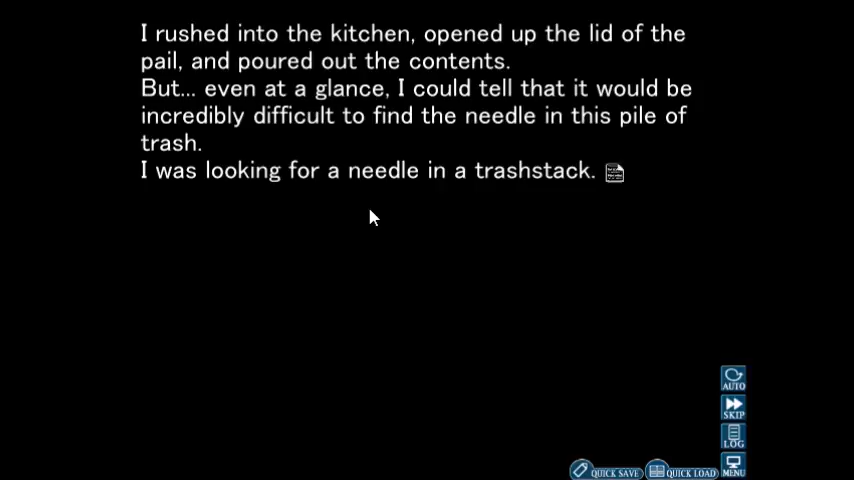 I rushed into the kitchen, opened up the lid of the
pail, and poured out the contents.
But... even at a glance, I could tell that it would be
incredibly difficult to find the needle in this pile of
trash.
I was looking for a needle in a trashstack.
AUTO
SKIP
LOG
MENU
QUICK SAVE
QUICK LOAD